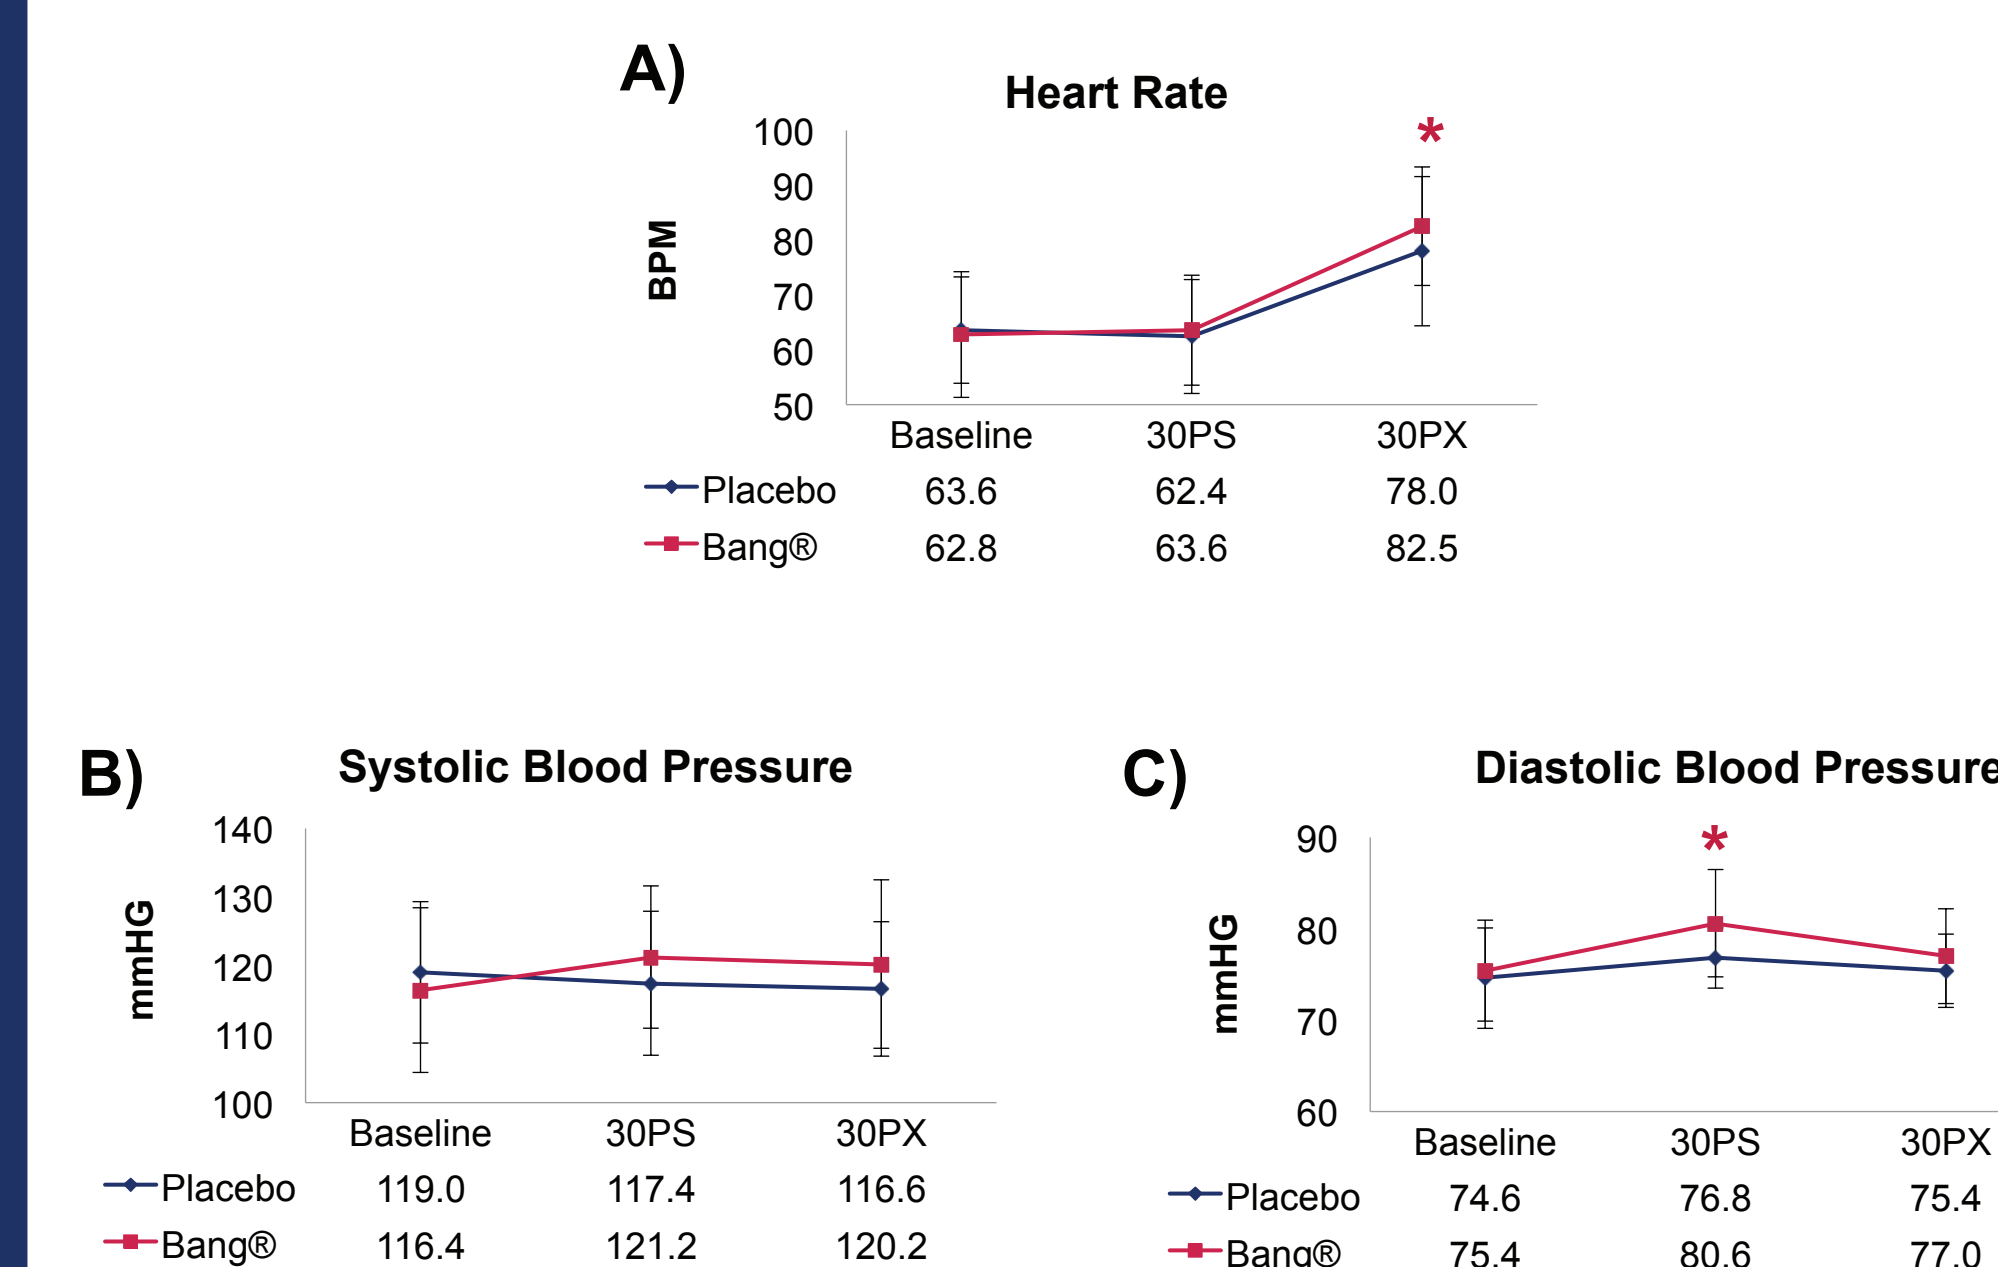 A)
Heart Rate
*
100
90
80
70
60
50
BPM
Baseline 30PS 30PX
Placebo 63.6 62.4 78.0
Bang® 62.8 63.6 82.5
B)
Systolic Blood Pressure
140
130
120
110
100
mmHG
Baseline 30PS 30PX
Placebo 119.0 117.4 116.6
Bang® 116.4 121.2 120.2
C)
Diastolic Blood Pressure
*
90
80
70
60
mmHG
Baseline 30PS 30PX
Placebo 74.6 76.8 75.4
Bang® 75.4 80.6 77.0